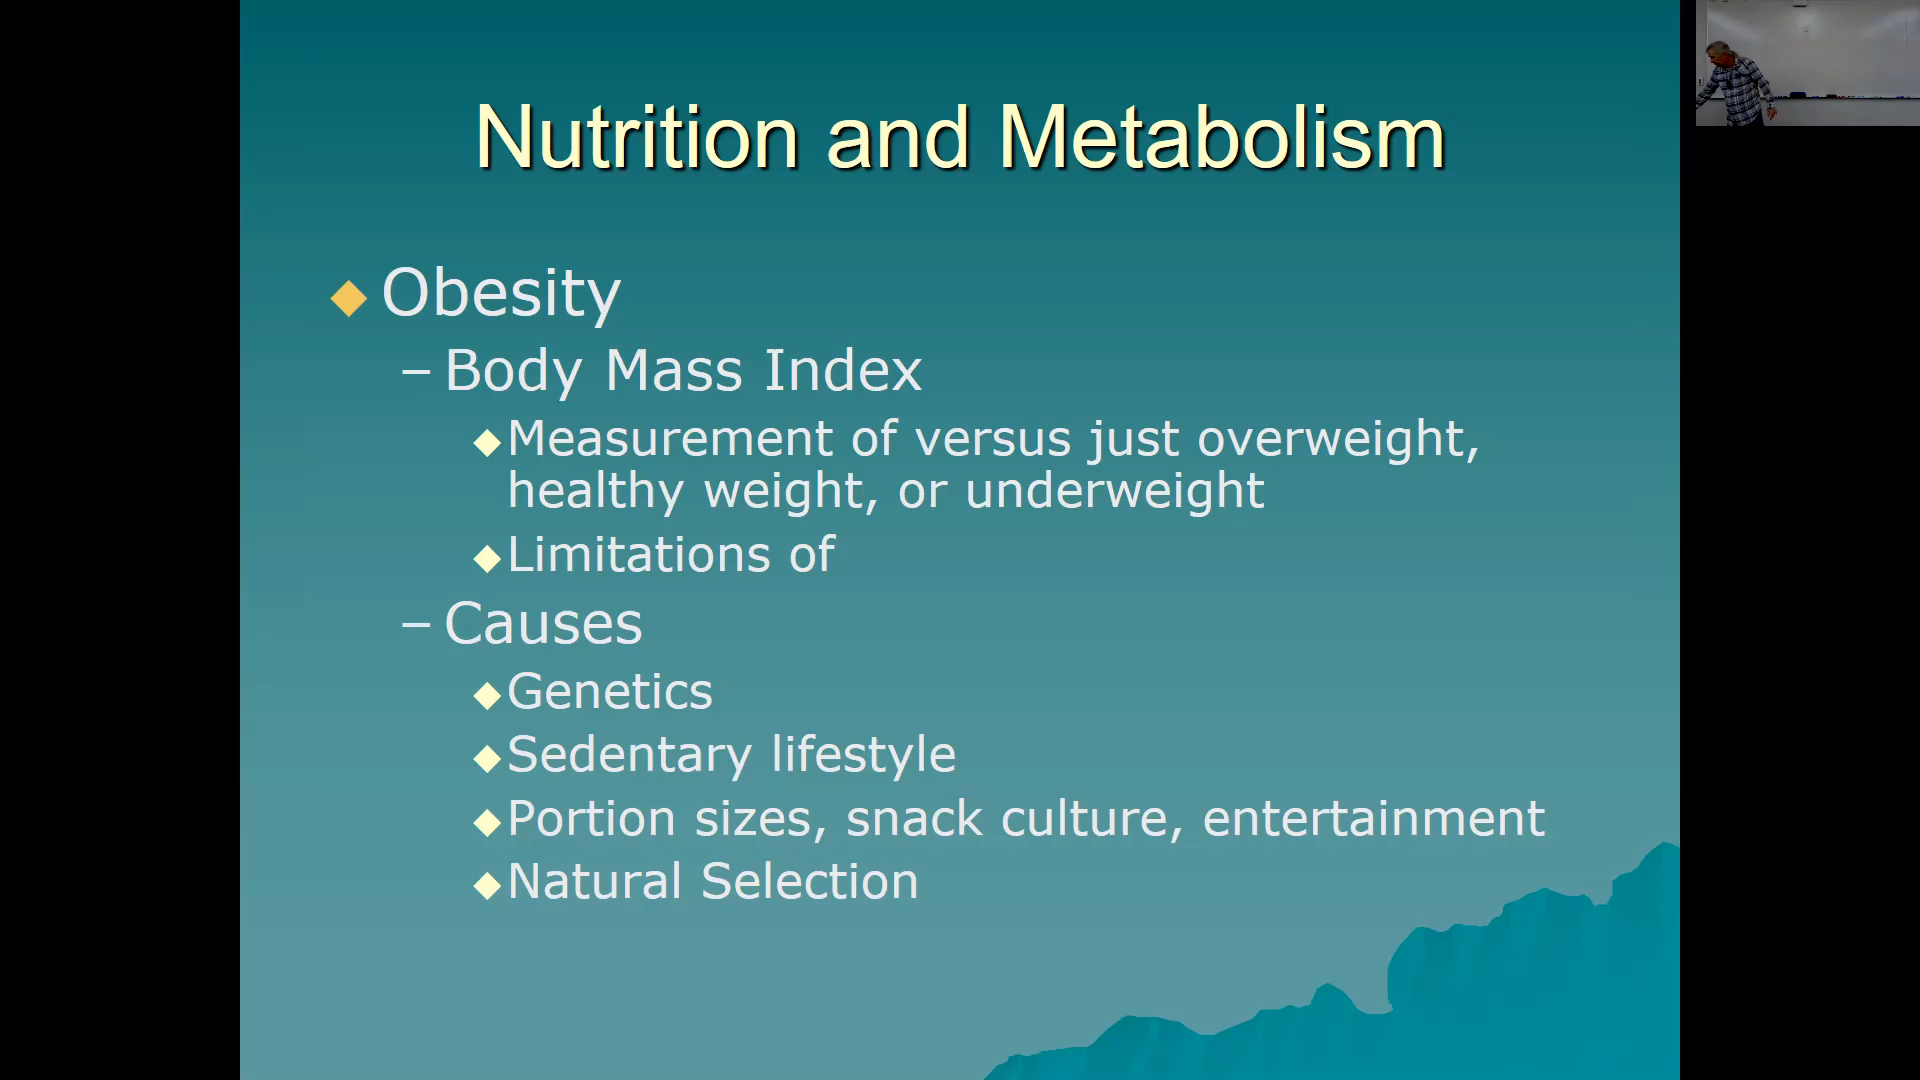 Nutrition and Metabolism
Obesity
– Body Mass Index
Measurement of versus just overweight,
healthy weight, or underweight
Limitations of
– Causes
Genetics
Sedentary lifestyle
Portion sizes, snack culture, entertainment
Natural Selection